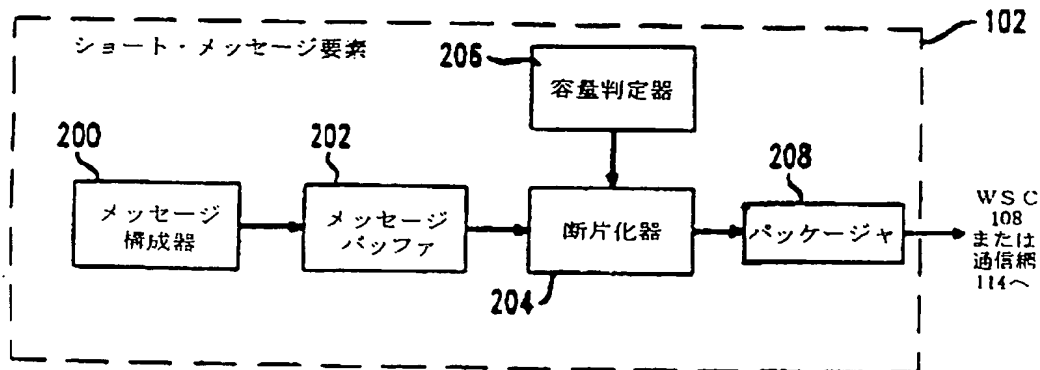 102
ショート・メッセージ要素
206
容量判定器
200
メッセージ
構成器
202
メッセージ
バッファ
断片化器
204
208
パッケージャ
WSC
108
または
通信網
114へ